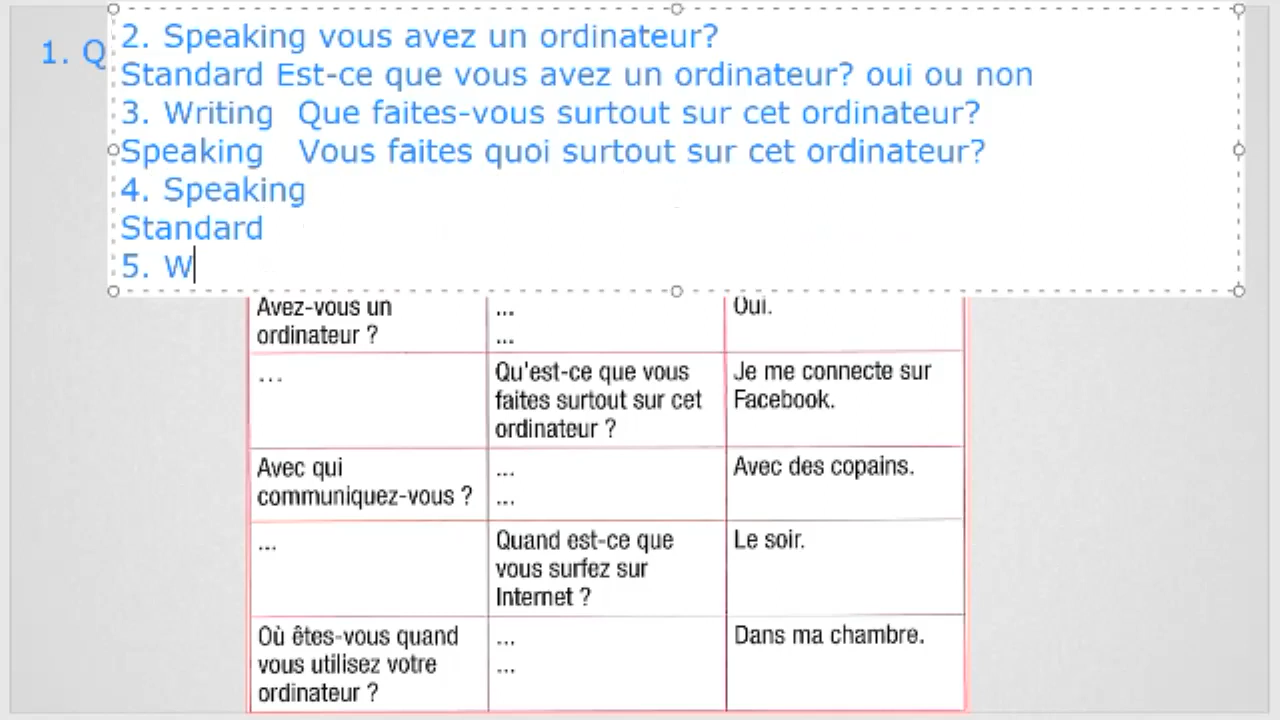 1. Q
2. Speaking vous avez un ordinateur?
Standard Est-ce que vous avez un ordinateur? oui ou non
3. Writing Que faites-vous surtout sur cet ordinateur?
Speaking Vous faites quoi surtout sur cet ordinateur?
4. Speaking
Standard
5. W
Avez-vous un
ordinateur ?
...
...
Oui.
...
Qu'est-ce que vous
faites surtout sur cet
ordinateur ?
Je me connecte sur
Facebook.
Avec qui
communiquez-vous ?
...
...
Avec des copains.
...
Quand est-ce que
vous surfez sur
Internet ?
Le soir.
Où êtes-vous quand
vous utilisez votre
ordinateur ?
...
...
Dans ma chambre.